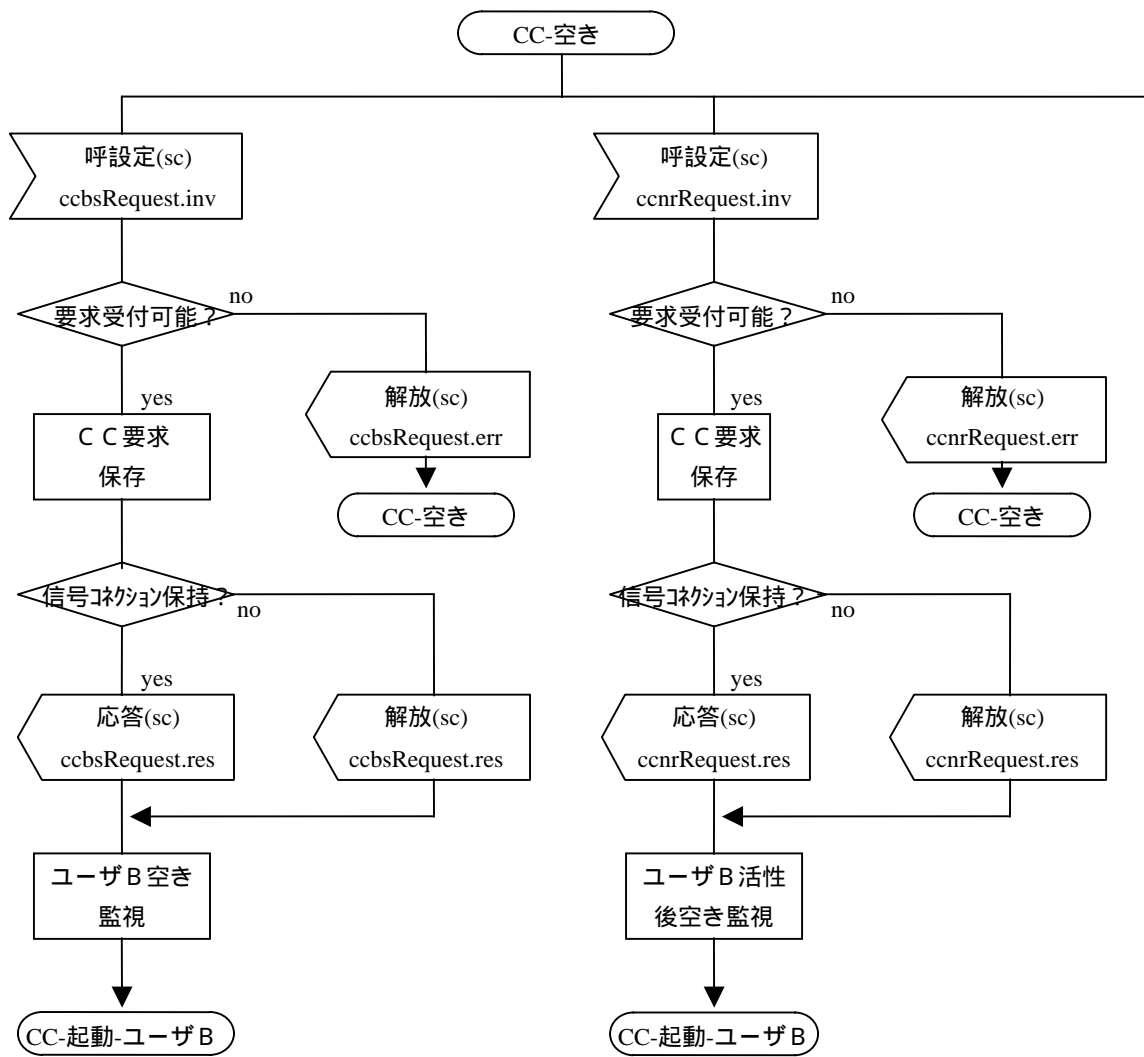 CC-空き
呼設定(sc)
ccbsRequest.inv
要求受付可能？
no
yes
解放(sc)
ccbsRequest.err
ＣＣ要求
保存
CC-空き
信号ｺﾈｸｼｮﾝ保持？
no
yes
応答(sc)
ccbsRequest.res
解放(sc)
ccbsRequest.res
ユーザＢ空き
監視
CC-起動-ユーザＢ
呼設定(sc)
ccnrRequest.inv
要求受付可能？
no
yes
解放(sc)
ccnrRequest.err
ＣＣ要求
保存
CC-空き
信号ｺﾈｸｼｮﾝ保持？
no
yes
応答(sc)
ccnrRequest.res
解放(sc)
ccnrRequest.res
ユーザＢ活性
後空き監視
CC-起動-ユーザＢ